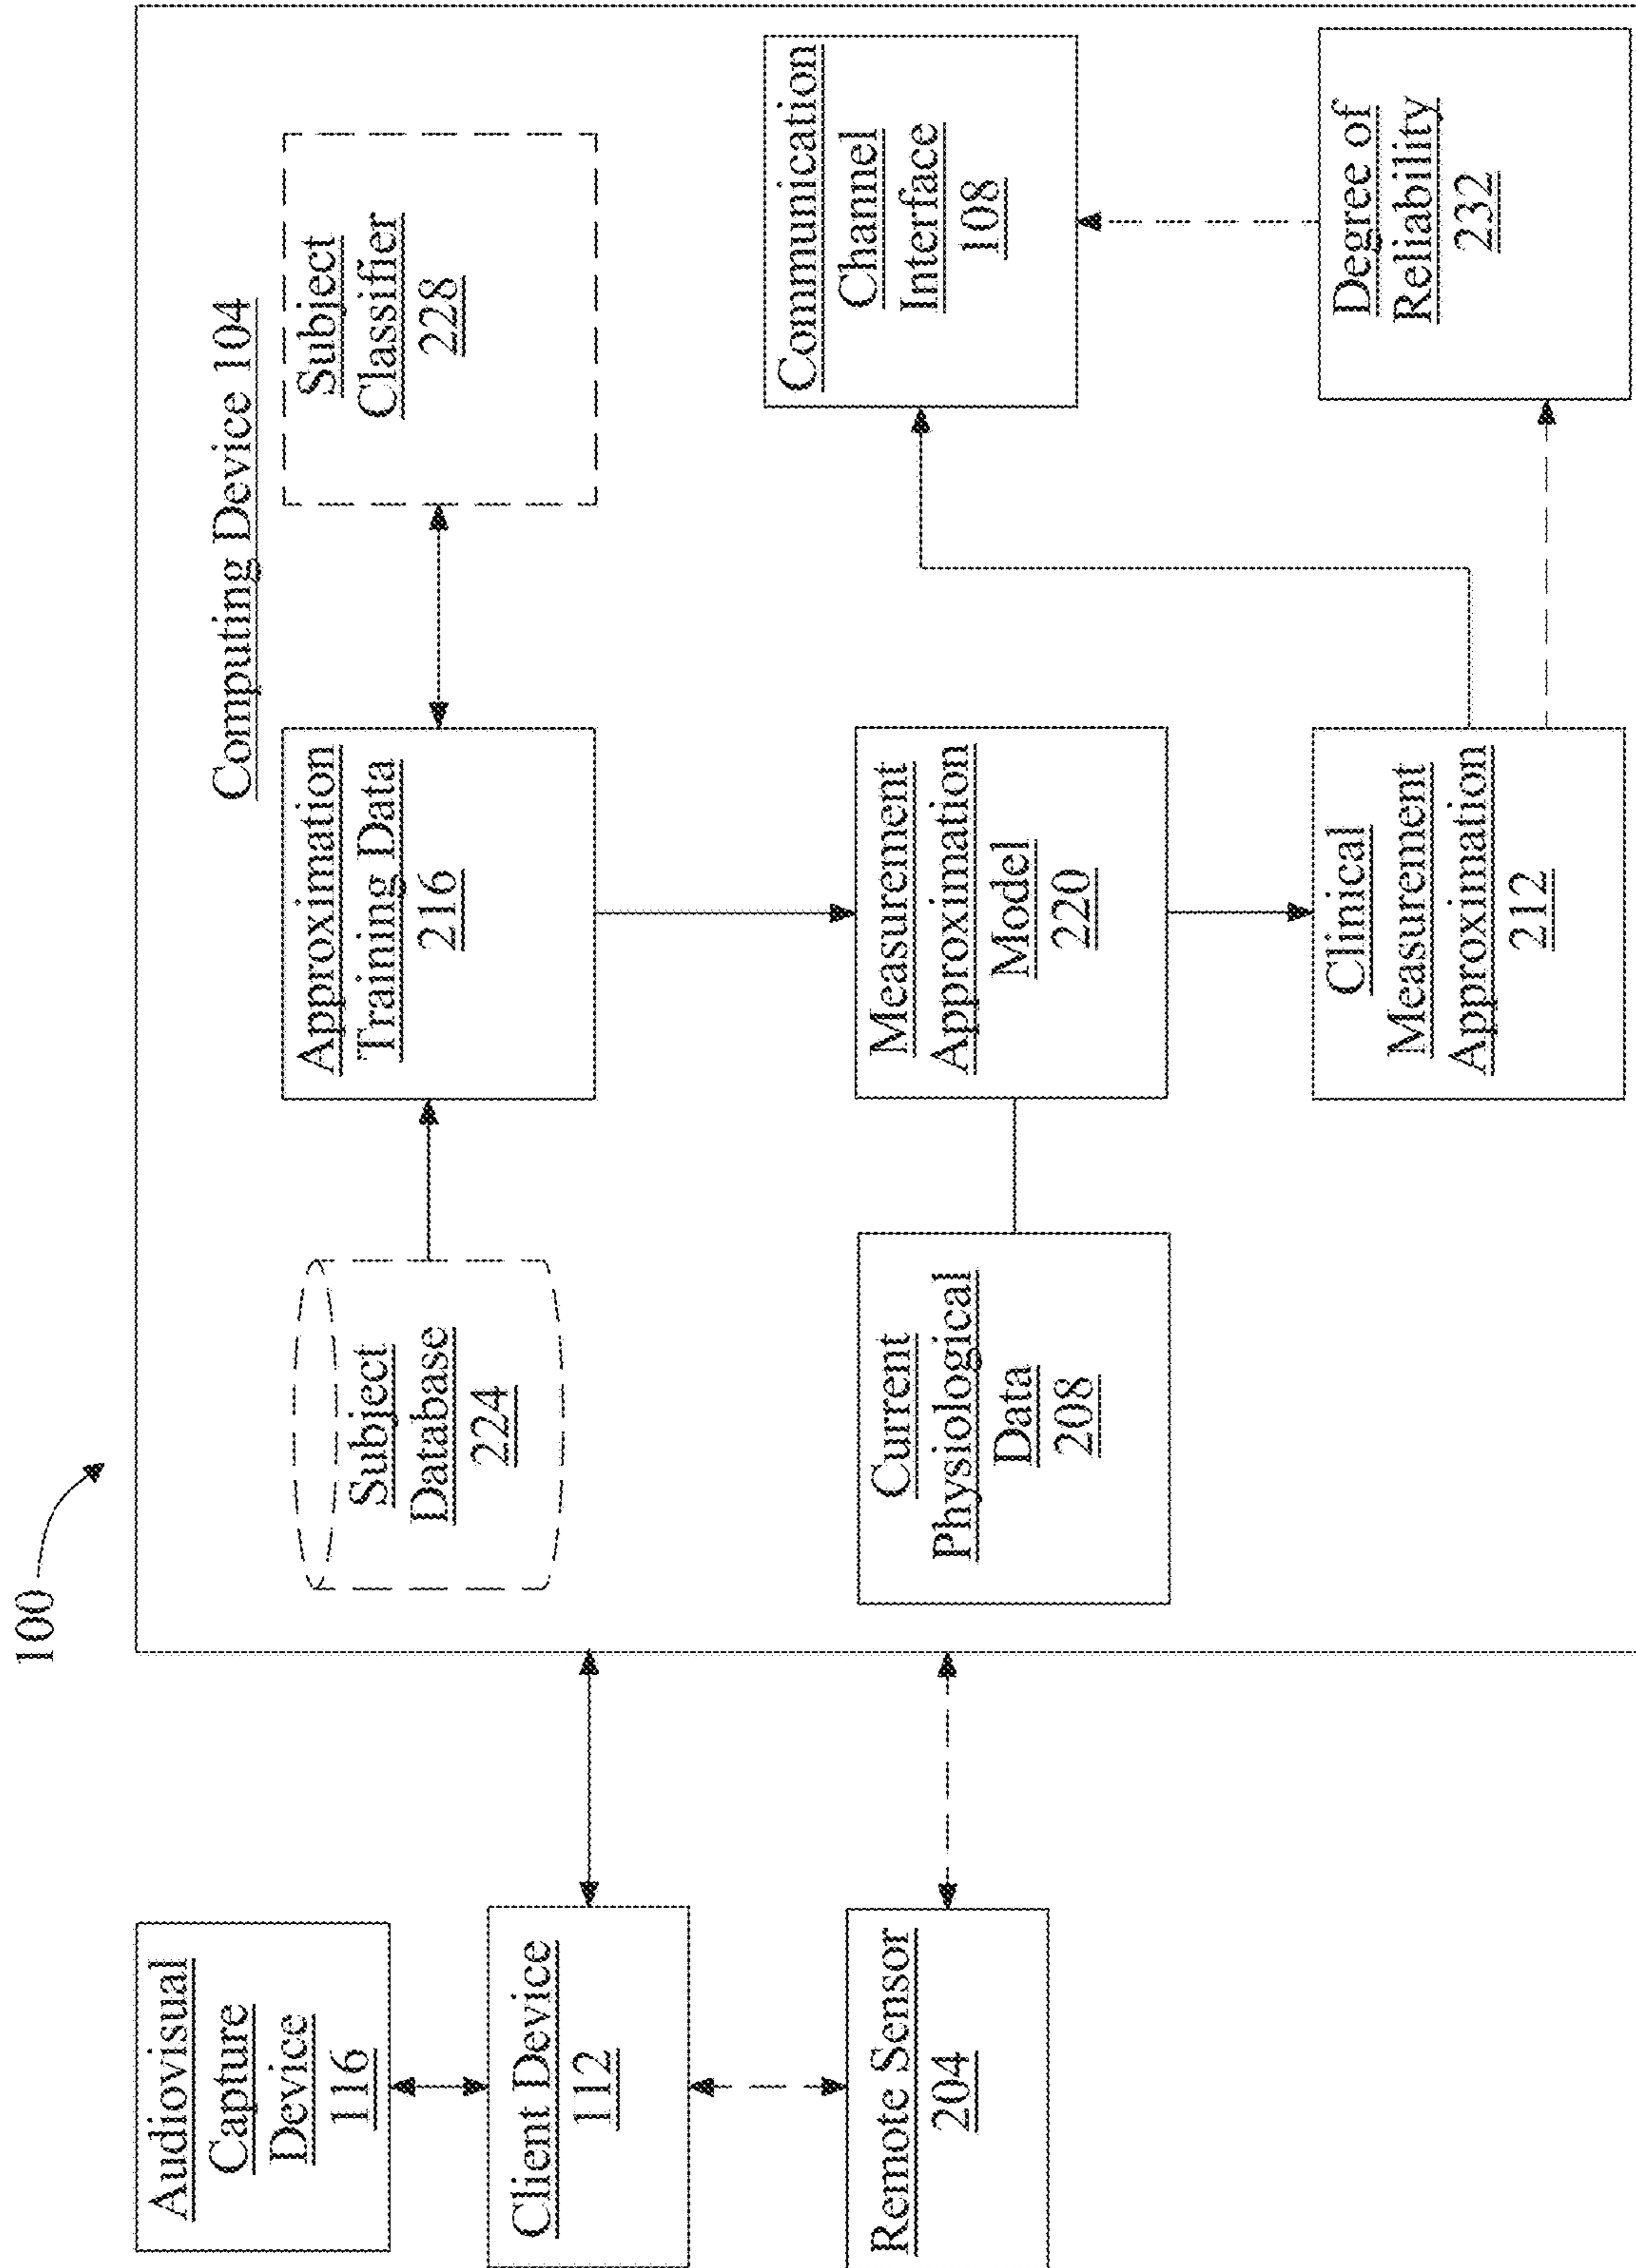 100
Audiovisual
Capture
Device
116
Client Device
112
Remote Sensor
204
Computing Device 104
Subject
Database
224
Approximation
Training Data
216
Subject
Classifier
228
Current
Physiological
Data
208
Measurement
Approximation
Model
220
Communication
Channel
Interface
108
Clinical
Measurement
Approximation
212
Degree of
Reliability
232